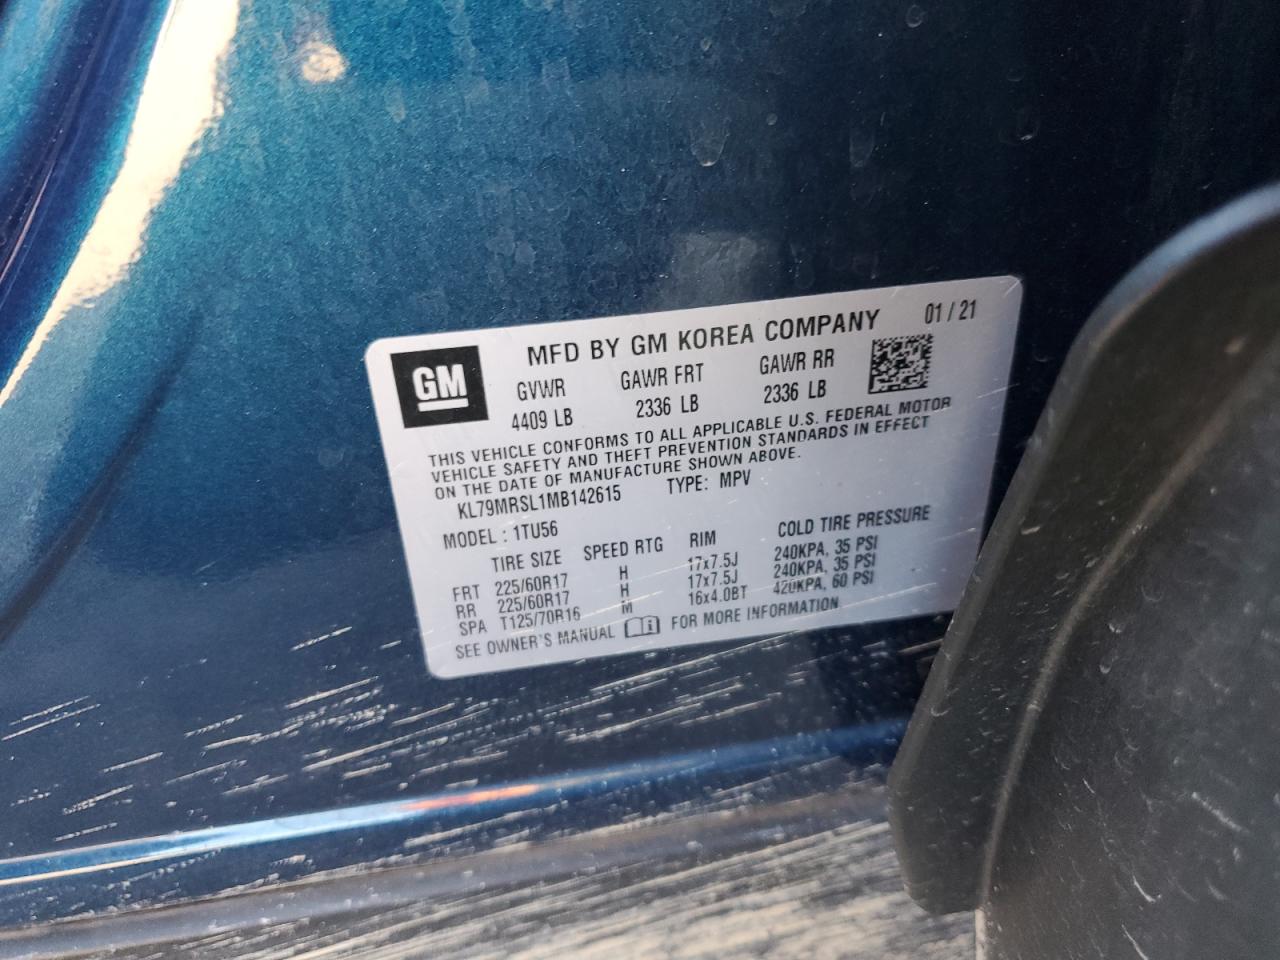 GM
MFD BY GM KOREA COMPANY 01 / 21
GVWR GAWR FRT GAWR RR
4409 LB 2336 LB 2336 LB
THIS VEHICLE CONFORMS TO ALL APPLICABLE U.S. FEDERAL MOTOR
VEHICLE SAFETY AND THEFT PREVENTION STANDARDS IN EFFECT
ON THE DATE OF MANUFACTURE SHOWN ABOVE.
KL79MRSL1MB142615 TYPE: MPV
MODEL : 1TU56
TIRE SIZE SPEED RTG RIM COLD TIRE PRESSURE
FRT 225/60R17 H 17x7.5J 240KPA, 35 PSI
RR 225/60R17 H 17x7.5J 240KPA, 35 PSI
SPA T125/70R16 M 16x4.0BT 420KPA, 60 PSI
SEE OWNER'S MANUAL FOR MORE INFORMATION